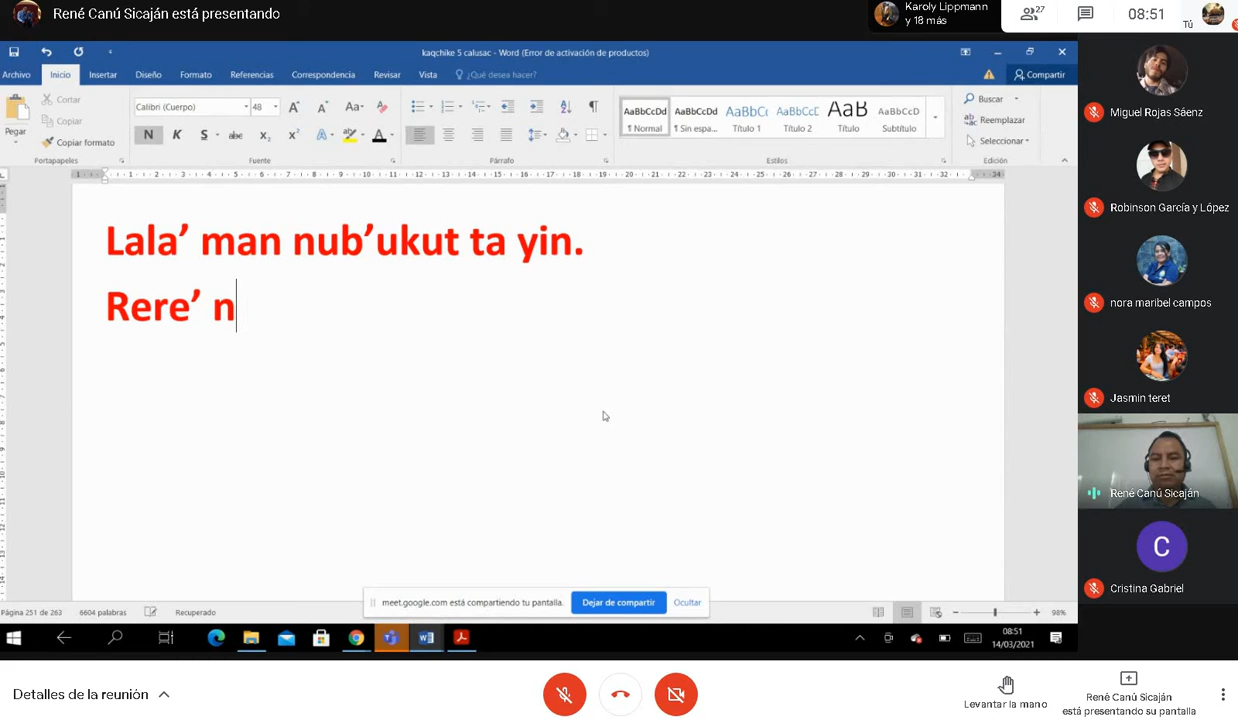 René Canú Sicaján está presentando
Karoly Lippmann
y 18 más
27
08:51
Tú
kaqchike 5 calusac - Word (Error de activación de productos)
Archivo Inicio Insertar Diseño Formato Referencias Correspondencia Revisar Vista ¿Qué desea hacer? Compartir
Pegar
Cortar
Copiar
Copiar formato
Portapapeles
Calibri (Cuerpo) 48
N K S abc
Fuente
Párrafo
AaBbCcDd AaBbCcDd AaBbC( AaBbCcC AaB AaBbCcD
¶ Normal ¶ Sin espa... Título 1 Título 2 Título Subtítulo
Estilos
Buscar
Reemplazar
Seleccionar
Edición
Lala’ man nub’ukut ta yin.
Rere’ n
meet.google.com está compartiendo tu pantalla. Dejar de compartir Ocultar
Página 251 de 263 6604 palabras Recuperado 98%
08:51
14/03/2021
Miguel Rojas Sáenz
Robinson García y López
nora maribel campos
Jasmin teret
René Canú Sicaján
C
Cristina Gabriel
Detalles de la reunión
Levantar la mano
René Canú Sicaján
está presentando su pantalla